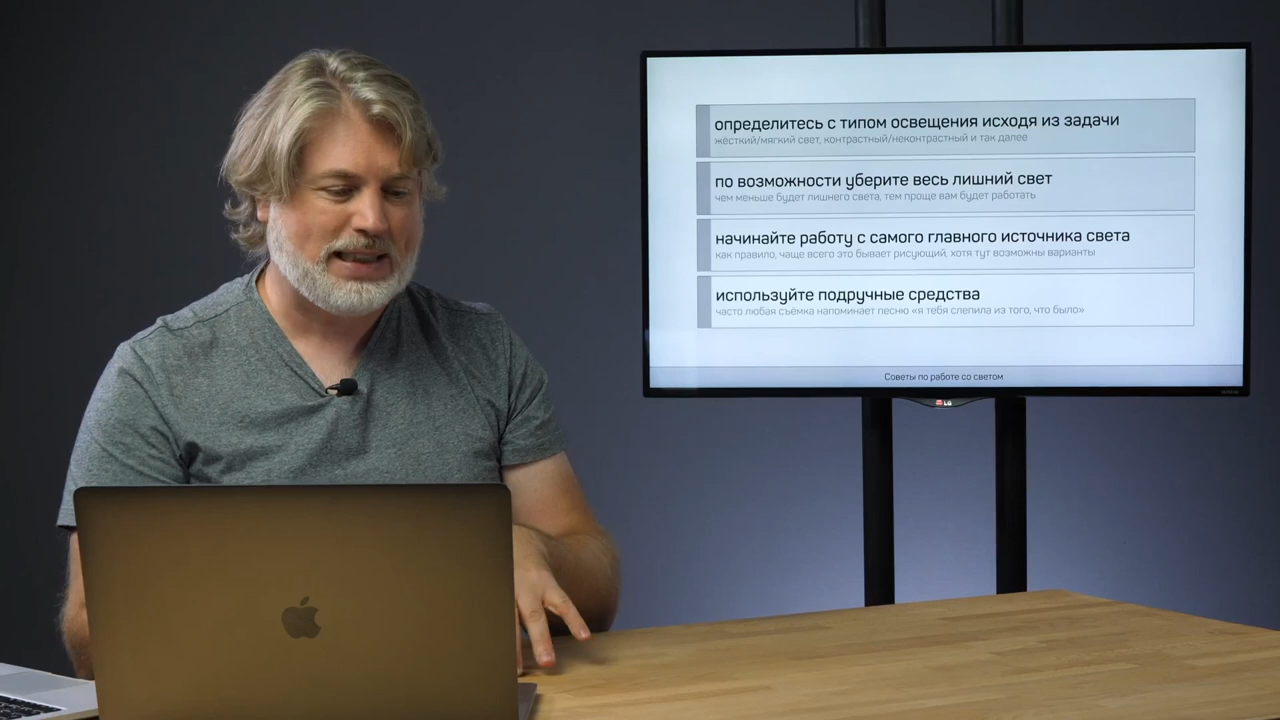 определитесь с типом освещения исходя из задачи
жёсткий/мягкий свет, контрастный/неконтрастный и так далее
по возможности уберите весь лишний свет
чем меньше будет лишнего света, тем проще вам будет работать
начинайте работу с самого главного источника света
как правило, чаще всего это бывает рисующий, хотя тут возможны варианты
используйте подручные средства
часто любая съёмка напоминает песню «я тебя слепила из того, что было»
Советы по работе со светом
LG